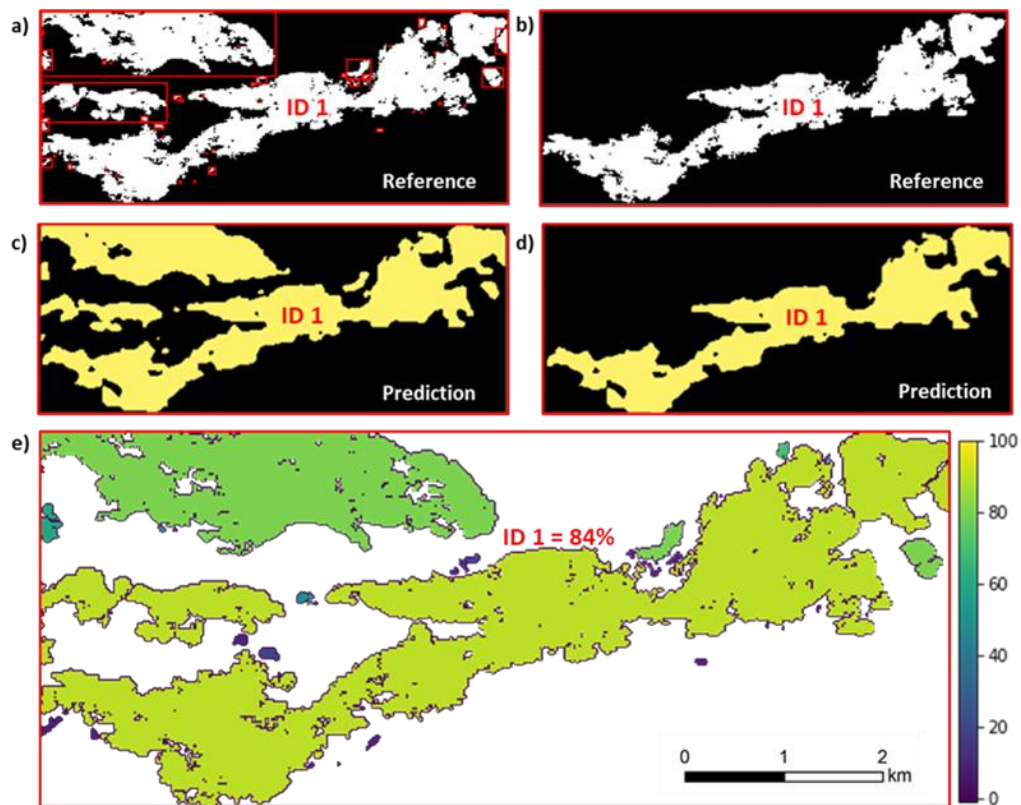 a)
ID 1
Reference
b)
ID 1
Reference
c)
ID 1
Prediction
d)
ID 1
Prediction
e)
ID 1 = 84%
100
80
60
40
20
0
0 1 2
km